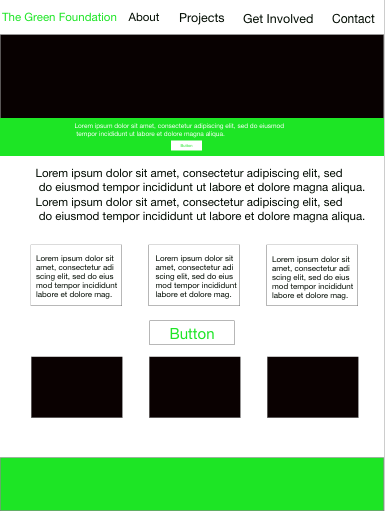 The Green Foundation About Projects Get Involved Contact
Lorem ipsum dolor sit amet, consectetur adipiscing elit, sed do eiusmod
tempor incididunt ut labore et dolore magna aliqua.
Button
Lorem ipsum dolor sit amet, consectetur adipiscing elit, sed
do eiusmod tempor incididunt ut labore et dolore magna aliqua.
Lorem ipsum dolor sit amet, consectetur adipiscing elit, sed
do eiusmod tempor incididunt ut labore et dolore magna aliqua.
Lorem ipsum dolor sit
amet, consectetur adi
scing elit, sed do eius
mod tempor incididunt
labore et dolore mag.
Lorem ipsum dolor sit
amet, consectetur adi
scing elit, sed do eius
mod tempor incididunt
labore et dolore mag.
Lorem ipsum dolor sit
amet, consectetur adi
scing elit, sed do eius
mod tempor incididunt
labore et dolore mag.
Button